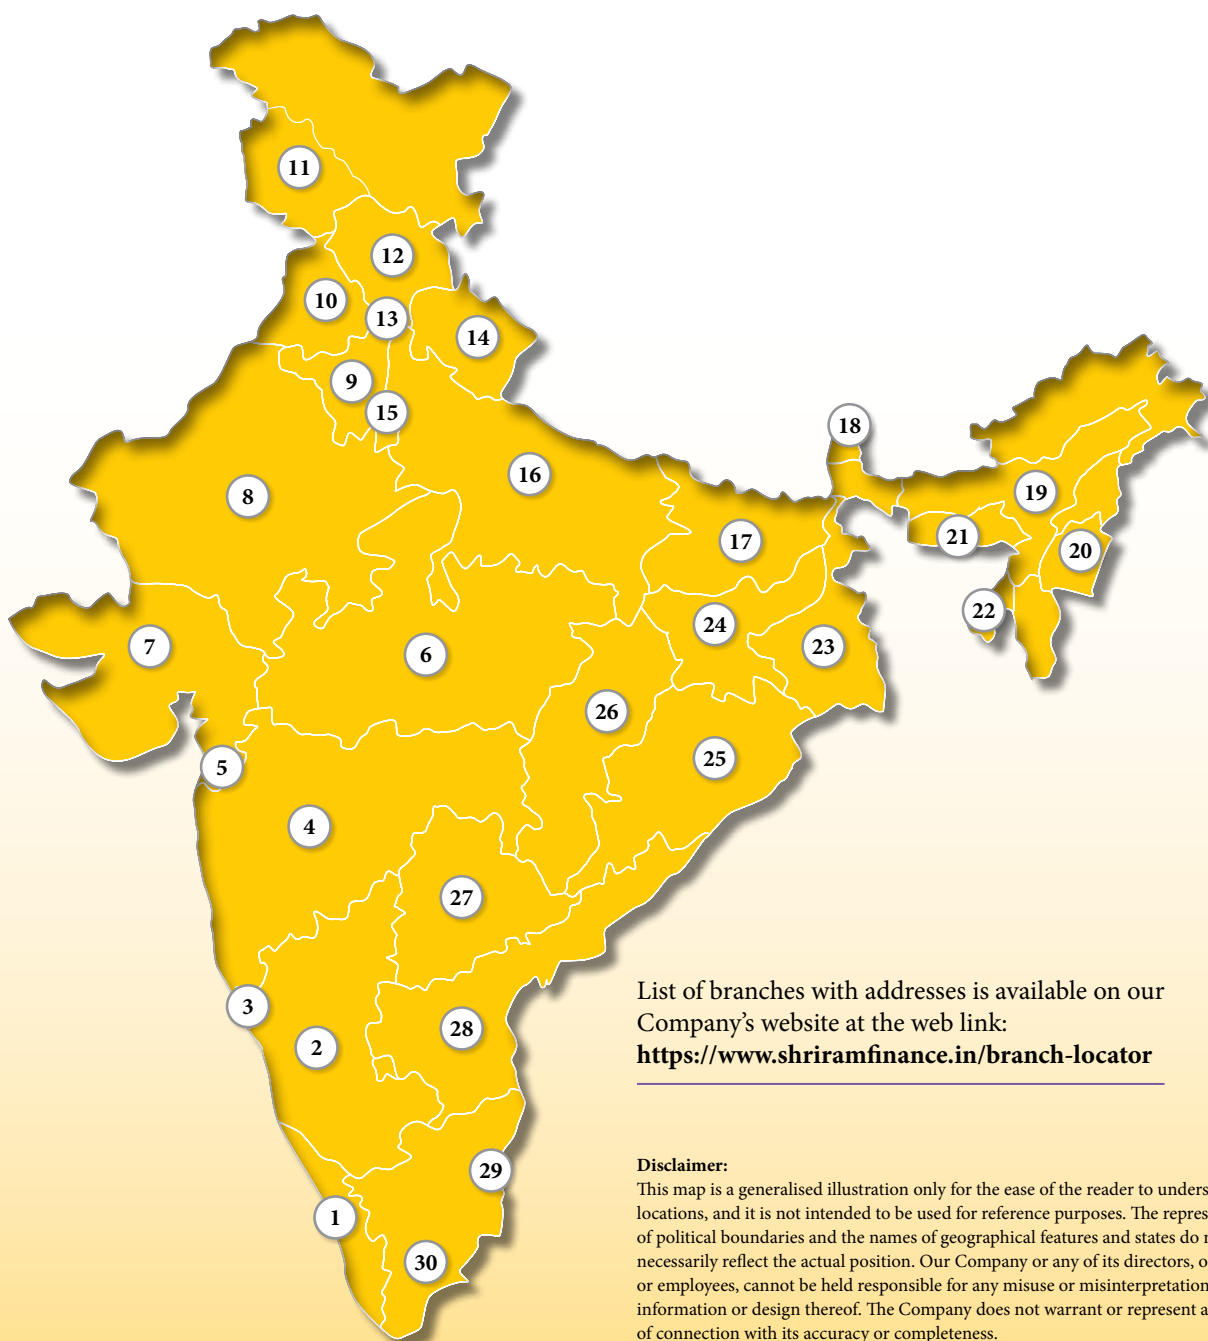 11
12
10
13
14
9
15
18
16
8
19
17
21
20
22
24
7
23
6
26
25
5
4
27
3
28
2
29
1
30
List of branches with addresses is available on our
Company’s website at the web link:
https://www.shriramfinance.in/branch-locator
Disclaimer:
This map is a generalised illustration only for the ease of the reader to unders
locations, and it is not intended to be used for reference purposes. The repres
of political boundaries and the names of geographical features and states do
necessarily reflect the actual position. Our Company or any of its directors, o
or employees, cannot be held responsible for any misuse or misinterpretation
information or design thereof. The Company does not warrant or represent a
of connection with its accuracy or completeness.